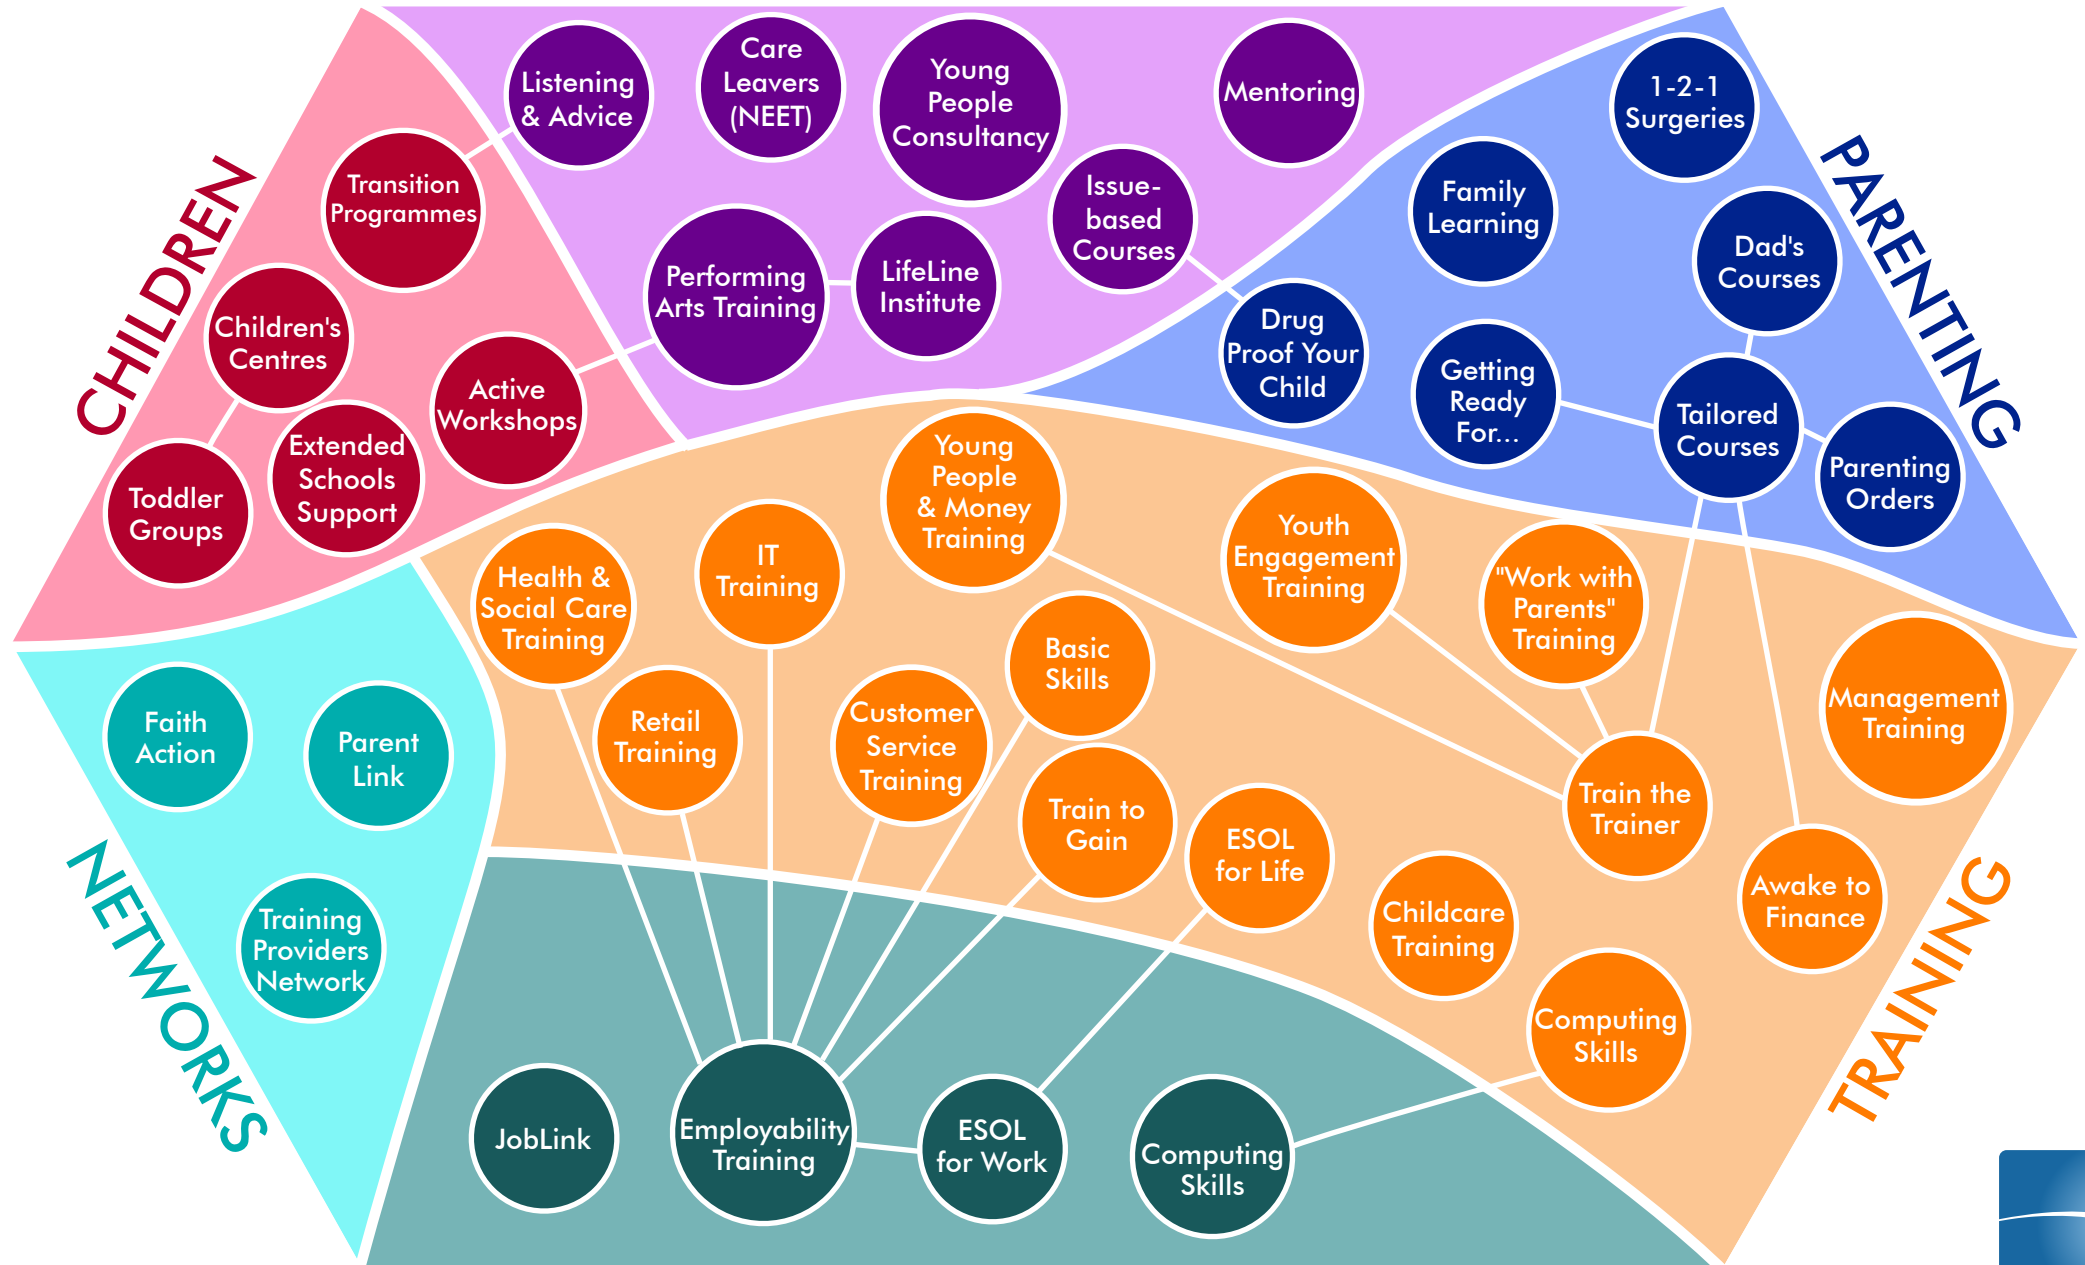 CHILDREN
Transition
Programmes
Children's
Centres
Active
Workshops
Extended
Schools
Support
Toddler
Groups
Listening
& Advice
Care
Leavers
(NEET)
Young
People
Consultancy
Mentoring
Issue-
based
Courses
Performing
Arts Training
LifeLine
Institute
PARENTING
1-2-1
Surgeries
Family
Learning
Dad's
Courses
Drug
Proof Your
Child
Getting
Ready
For...
Tailored
Courses
Parenting
Orders
NETWORKS
Faith
Action
Parent
Link
Training
Providers
Network
TRAINING
Health &
Social Care
Training
IT
Training
Young
People
& Money
Training
Youth
Engagement
Training
"Work with
Parents"
Training
Basic
Skills
Retail
Training
Customer
Service
Training
Management
Training
Train to
Gain
ESOL
for Life
Train the
Trainer
Childcare
Training
Awake to
Finance
Computing
Skills
JobLink
Employability
Training
ESOL
for Work
Computing
Skills